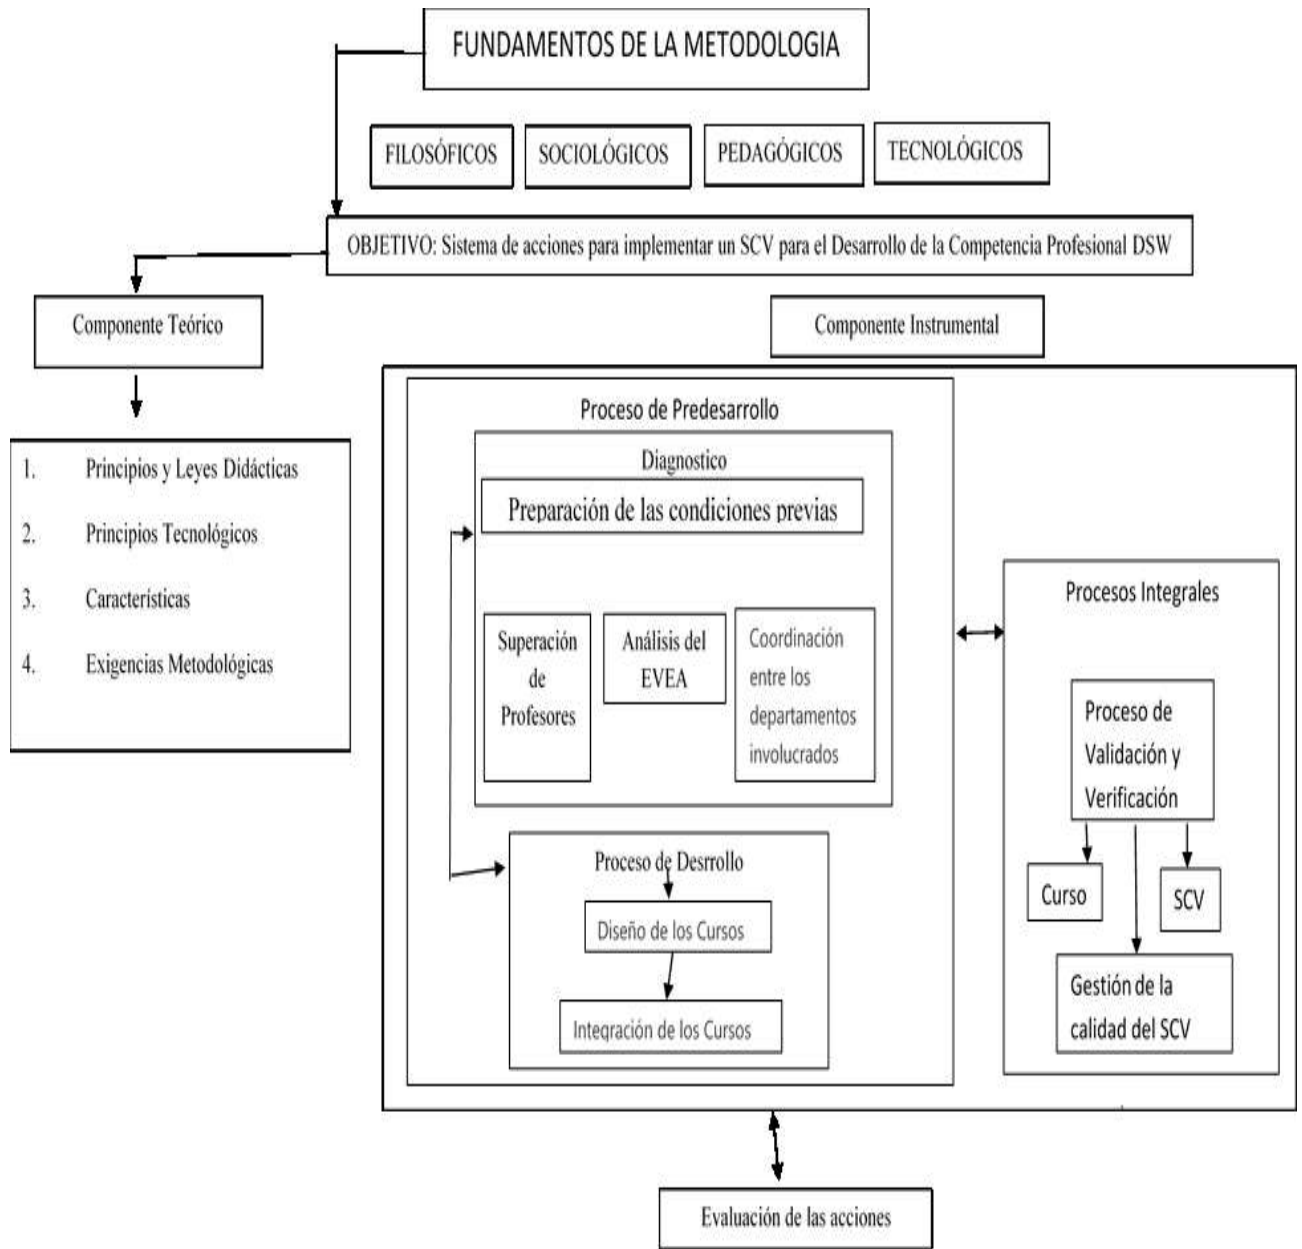 FUNDAMENTOS DE LA METODOLOGIA
FILOSÓFICOS
SOCIOLÓGICOS
PEDAGÓGICOS
TECNOLÓGICOS
OBJETIVO: Sistema de acciones para implementar un SCV para el Desarrollo de la Competencia Profesional DSW
Componente Teórico
Componente Instrumental
1. Principios y Leyes Didácticas
2. Principios Tecnológicos
3. Características
4. Exigencias Metodológicas
Proceso de Predesarrollo
Diagnostico
Preparación de las condiciones previas
Superación
de
Profesores
Análisis del
EVEA
Coordinación
entre los
departamentos
involucrados
Proceso de Desrrollo
Diseño de los Cursos
Integración de los Cursos
Procesos Integrales
Proceso de
Validación y
Verificación
Curso
SCV
Gestión de la
calidad del SCV
Evaluación de las acciones